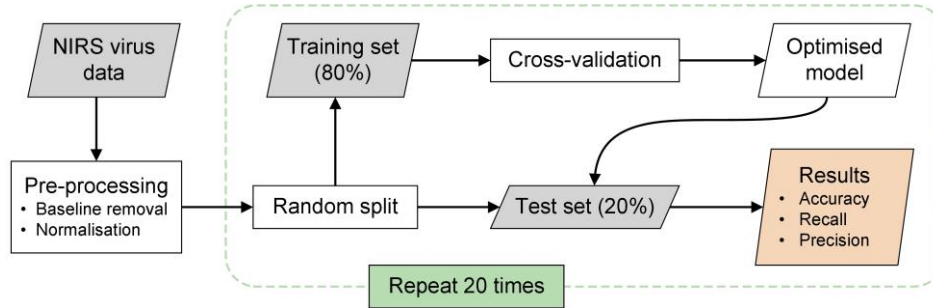 NIRS virus
data
Training set
(80%)
Cross-validation
Optimised
model
Pre-processing
• Baseline removal
• Normalisation
Random split
Test set (20%)
Results
• Accuracy
• Recall
• Precision
Repeat 20 times